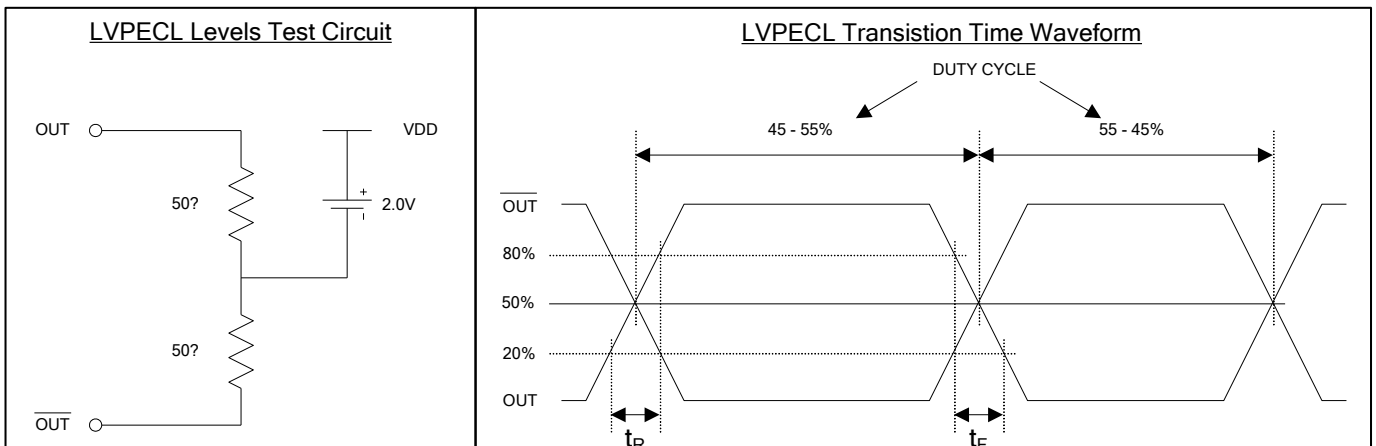 LVPECL Levels Test Circuit
OUT
VDD
50?
+
2.0V
-
50?
OUT
LVPECL Transistion Time Waveform
DUTY CYCLE
45 - 55%
55 - 45%
OUT
80%
50%
20%
OUT
tR
tF